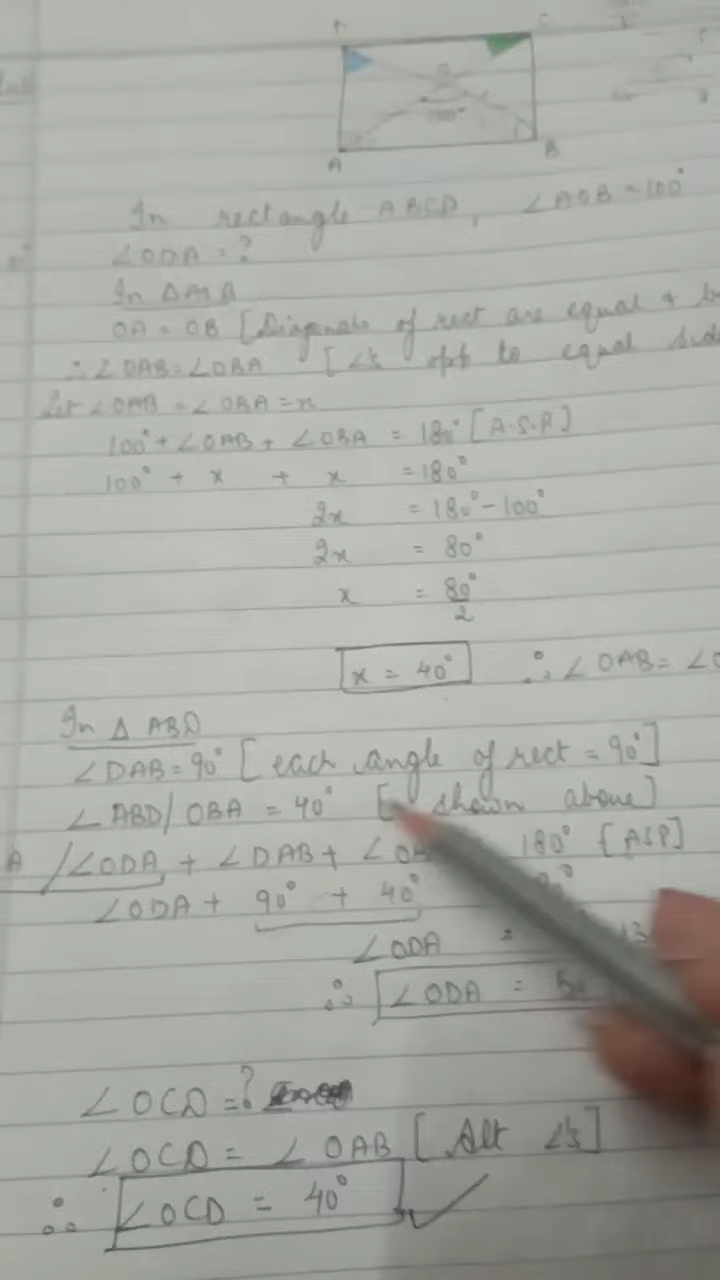 C
A
B
In rectangle ABCD, ∠AOB = 100°
∠ODA = ?
In Δ
OA = OB [Diagonals of rect are equal &
∴ ∠OAB = ∠OBA [∠s opp to equal
Let ∠OAB = ∠OBA = x
100° + ∠OAB + ∠OBA = 180° [A.S.P]
100° + x + x = 180°
2x = 180° - 100°
2x = 80°
x = 80°/2
x = 40° ∴ ∠OAB = ∠
In Δ ABD
∠DAB = 90° [each angle of rect = 90°]
∠ABD/OBA = 40° [shown above]
A /∠ODA + ∠DAB + 180° [ASP]
∠ODA + 90° + 40°
∠ODA =
∴ ∠ODA =
∠OCD = ?
∠OCD = ∠OAB [Alt ∠s]
∴ ∠OCD = 40°